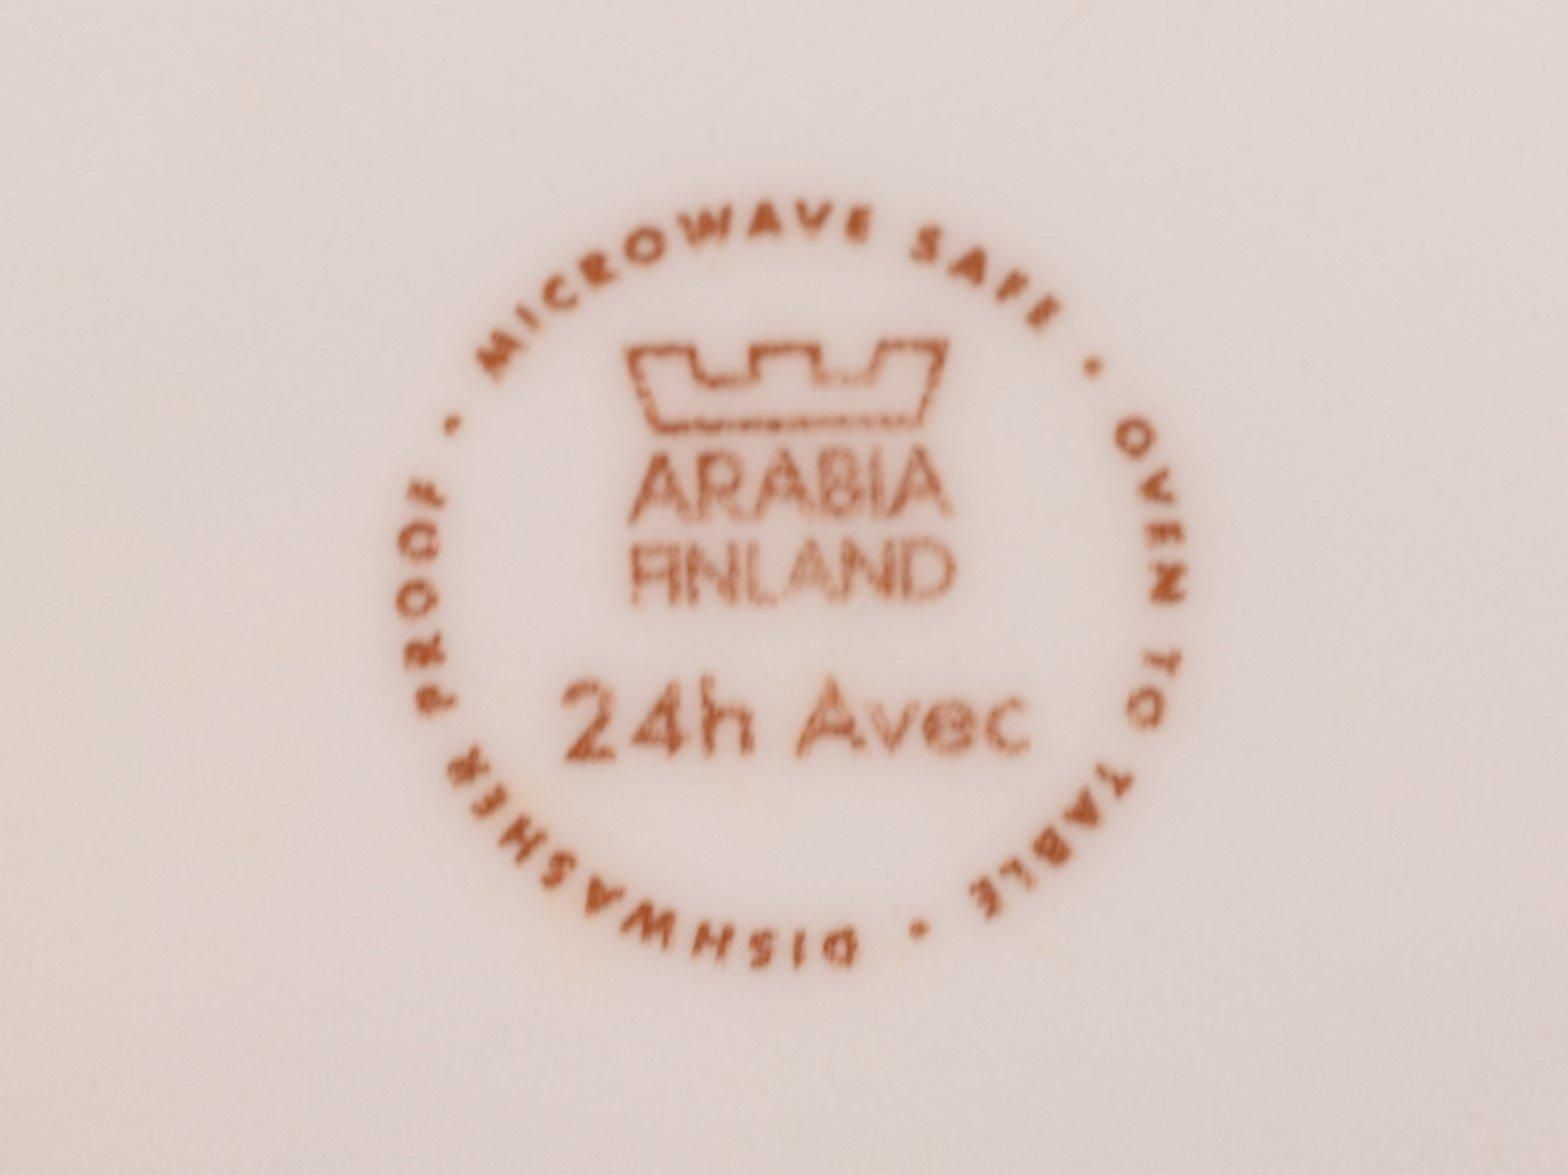 MICROWAVE SAFE • OVEN TO TABLE • DISHWASHER PROOF •
ARABIA
FINLAND
24h Avec